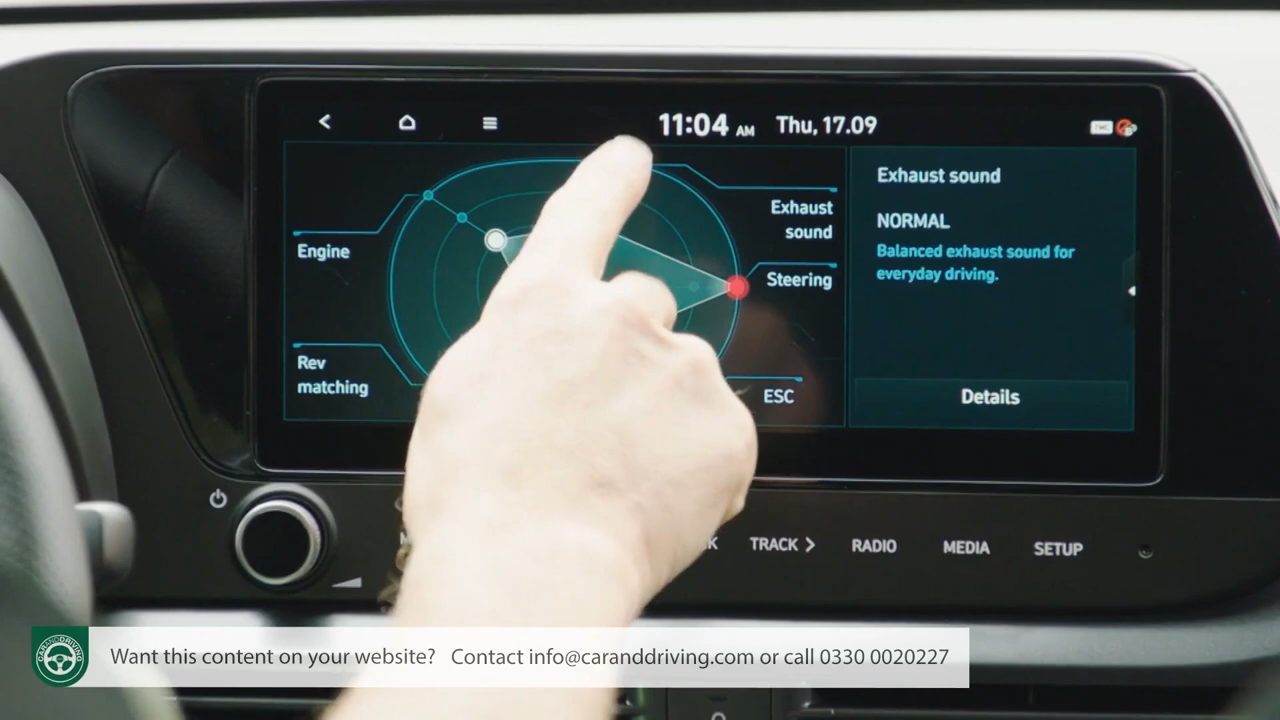 11:04 AM Thu, 17.09
Engine
Rev
matching
Exhaust
sound
Steering
ESC
Exhaust sound
NORMAL
Balanced exhaust sound for
everyday driving.
Details
TRACK
RADIO
MEDIA
SETUP
CARANDDRIVING
Want this content on your website? Contact info@caranddriving.com or call 0330 0020227